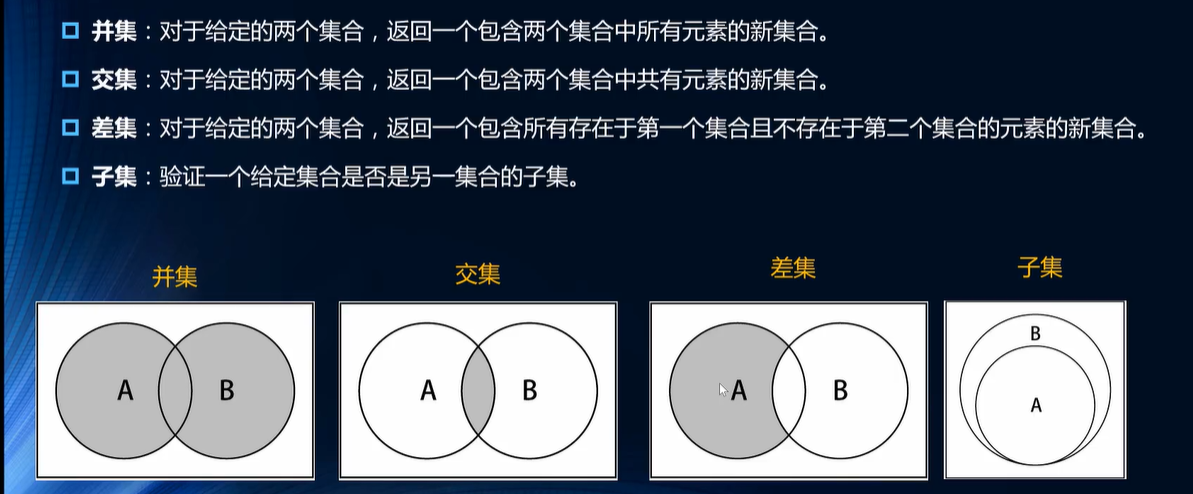 并集：对于给定的两个集合，返回一个包含两个集合中所有元素的新集合。
交集：对于给定的两个集合，返回一个包含两个集合中共有元素的新集合。
差集：对于给定的两个集合，返回一个包含所有存在于第一个集合且不存在于第二个集合的元素的新集合。
子集：验证一个给定集合是否是另一集合的子集。
并集 交集 差集 子集
A B A B A B B
A